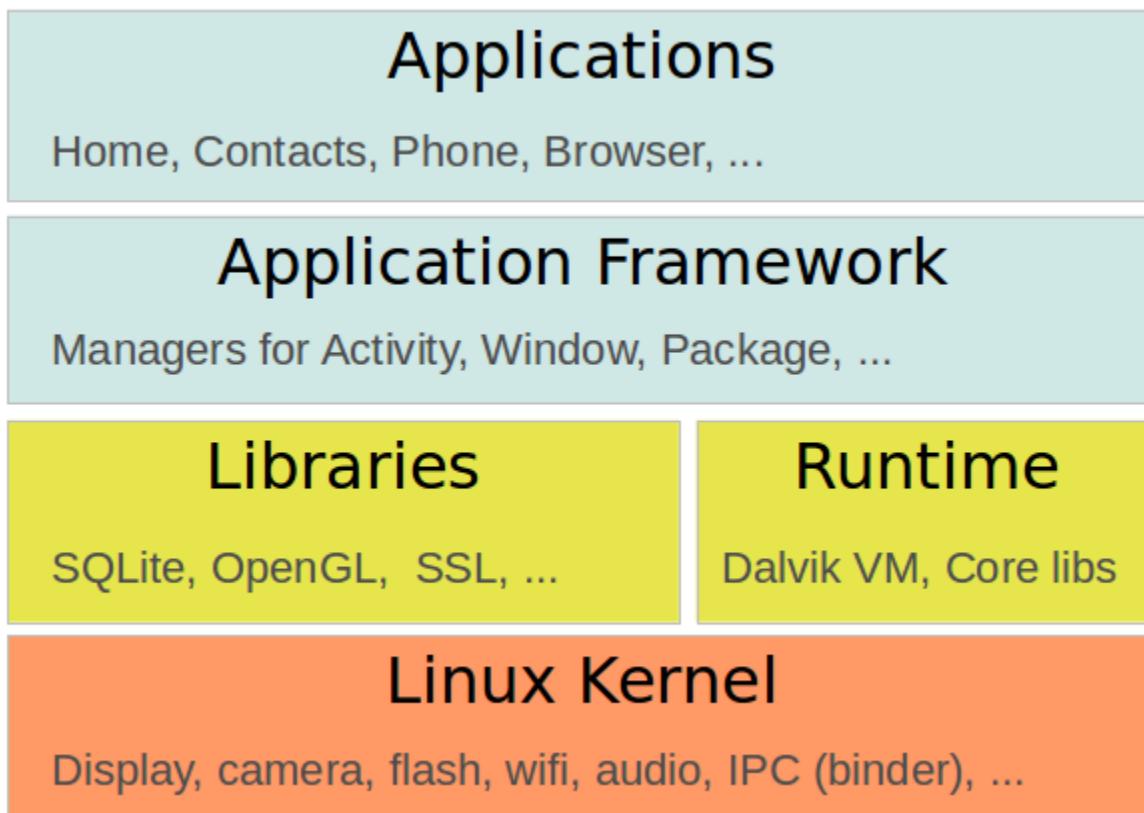 Applications
Home, Contacts, Phone, Browser, ...
Application Framework
Managers for Activity, Window, Package, ...
Libraries
SQLite, OpenGL,  SSL, ...
Runtime
Dalvik VM, Core libs
Linux Kernel
Display, camera, flash, wifi, audio, IPC (binder), ...